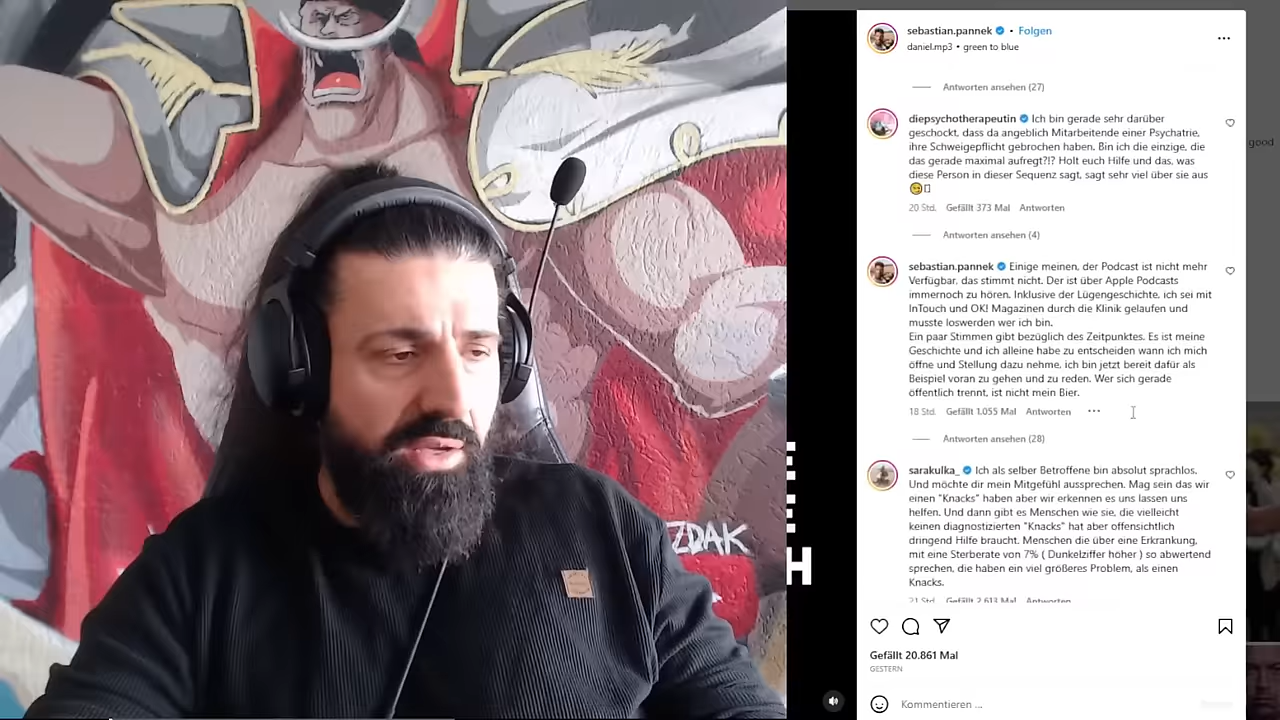 sebastian.pannek • Folgen
daniel.mp3 • green to blue
Antworten ansehen (27)
good
diepsychotherapeutin Ich bin gerade sehr darüber
geschockt, dass da angeblich Mitarbeitende einer Psychatrie,
ihre Schweigepflicht gebrochen haben. Bin ich die einzige, die
das gerade maximal aufregt?!? Holt euch Hilfe und das, was
diese Person in dieser Sequenz sagt, sagt sehr viel über sie aus
20 Std. Gefällt 373 Mal Antworten
Antworten ansehen (4)
sebastian.pannek Einige meinen, der Podcast ist nicht mehr
Verfügbar, das stimmt nicht. Der ist über Apple Podcasts
immernoch zu hören. Inklusive der Lügengeschichte, ich sei mit
InTouch und OK! Magazinen durch die Klinik gelaufen und
musste loswerden wer ich bin.
Ein paar Stimmen gibt bezüglich des Zeitpunktes. Es ist meine
Geschichte und ich alleine habe zu entscheiden wann ich mich
öffne und Stellung dazu nehme, ich bin jetzt bereit dafür als
Beispiel voran zu gehen und zu reden. Wer sich gerade
öffentlich trennt, ist nicht mein Bier.
18 Std. Gefällt 1.055 Mal Antworten
Antworten ansehen (28)
sarakulka_ Ich als selber Betroffene bin absolut sprachlos.
Und möchte dir mein Mitgefühl aussprechen. Mag sein das wir
einen "Knacks" haben aber wir erkennen es uns lassen uns
helfen. Und dann gibt es Menschen wie sie, die vielleicht
keinen diagnostizierten "Knacks" hat aber offensichtlich
dringend Hilfe braucht. Menschen die über eine Erkrankung,
mit eine Sterberate von 7% ( Dunkelziffer höher ) so abwertend
sprechen, die haben ein viel größeres Problem, als einen
Knacks.
21 Std. Gefällt 2.613 Mal Antworten
Gefällt 20.861 Mal
GESTERN
Kommentieren ...
ZDAK
H